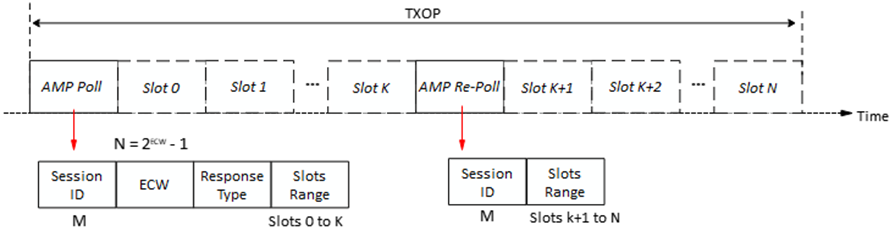 TXOP
AMP Poll
Slot 0
Slot 1
...
Slot K
AMP Re-Poll
Slot K+1
Slot K+2
...
Slot N
Time
N = 2^ECW - 1
Session
ID
ECW
Response
Type
Slots
Range
M
Slots 0 to K
Session
ID
Slots
Range
M
Slots k+1 to N